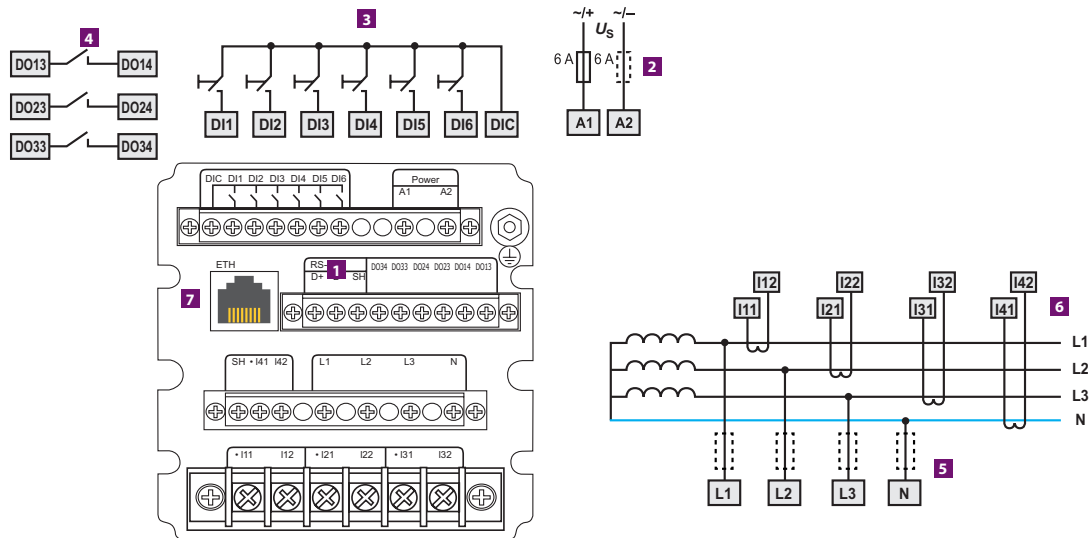 3
~/+
~/–
4
US
DO13
DO14
6 A
6 A
2
DO23
DO24
DI1
DI2
DI3
DI4
DI5
DI6
DIC
A1
A2
DO33
DO34
DIC DI1 DI2 DI3 DI4 DI5 DI6
Power
A1 A2
ETH
RS-
1
D+
SH
DO34 DO33 DO24 DO23 DO14 DO13
7
I12
I22
I32
I42
I11
I21
I31
I41
6
L1
L2
L3
N
SH • I41 I42
L1 L2 L3 N
• I11 I12 • I21 I22 • I31 I32
5
L1
L2
L3
N